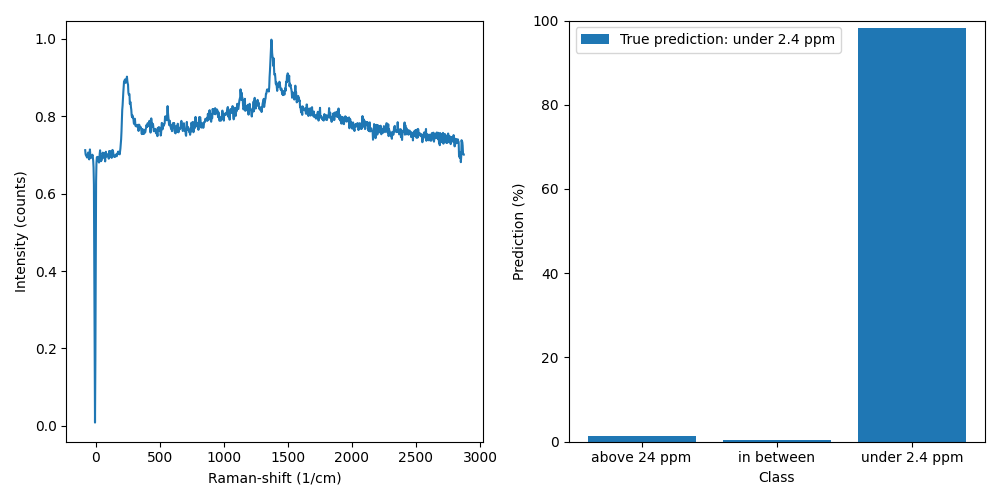 Intensity (counts)
1.0
0.8
0.6
0.4
0.2
0.0
0
500
1000
1500
2000
2500
3000
Raman-shift (1/cm)
Prediction (%)
100
80
60
40
20
0
True prediction: under 2.4 ppm
above 24 ppm
in between
under 2.4 ppm
Class